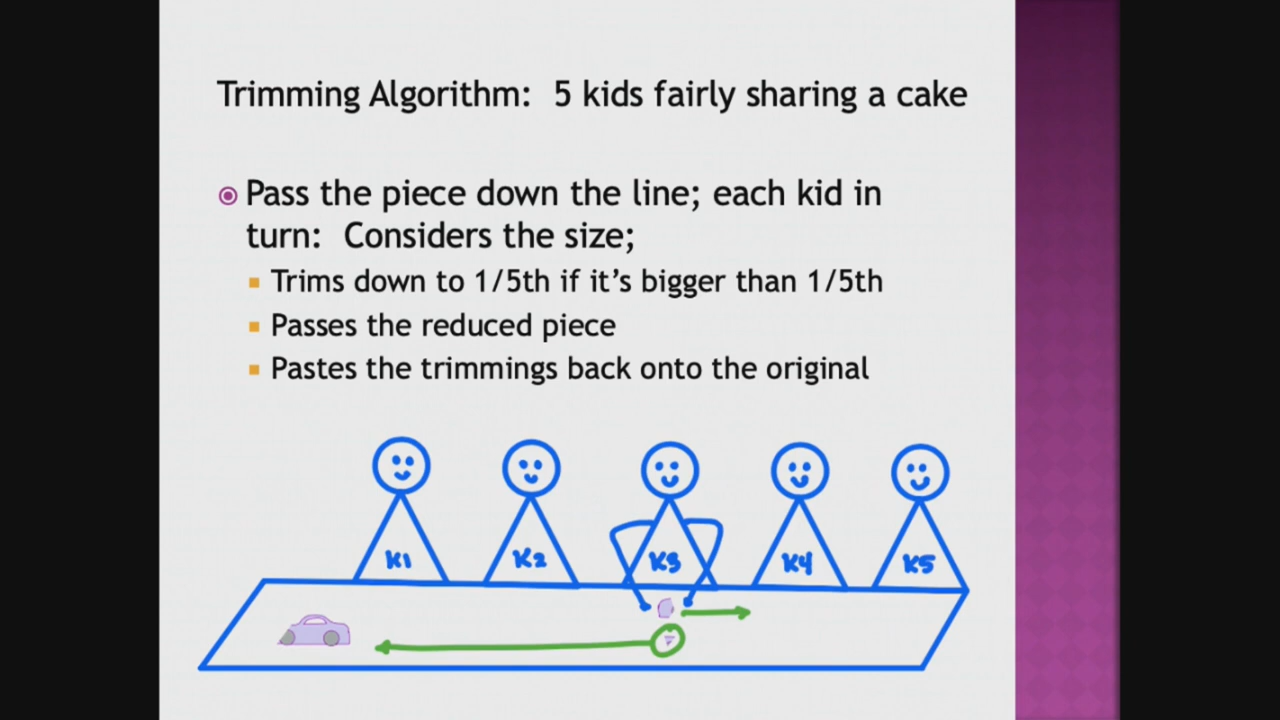 Trimming Algorithm: 5 kids fairly sharing a cake
Pass the piece down the line; each kid in
turn: Considers the size;
Trims down to 1/5th if it's bigger than 1/5th
Passes the reduced piece
Pastes the trimmings back onto the original
K1 K2 K3 K4 K5